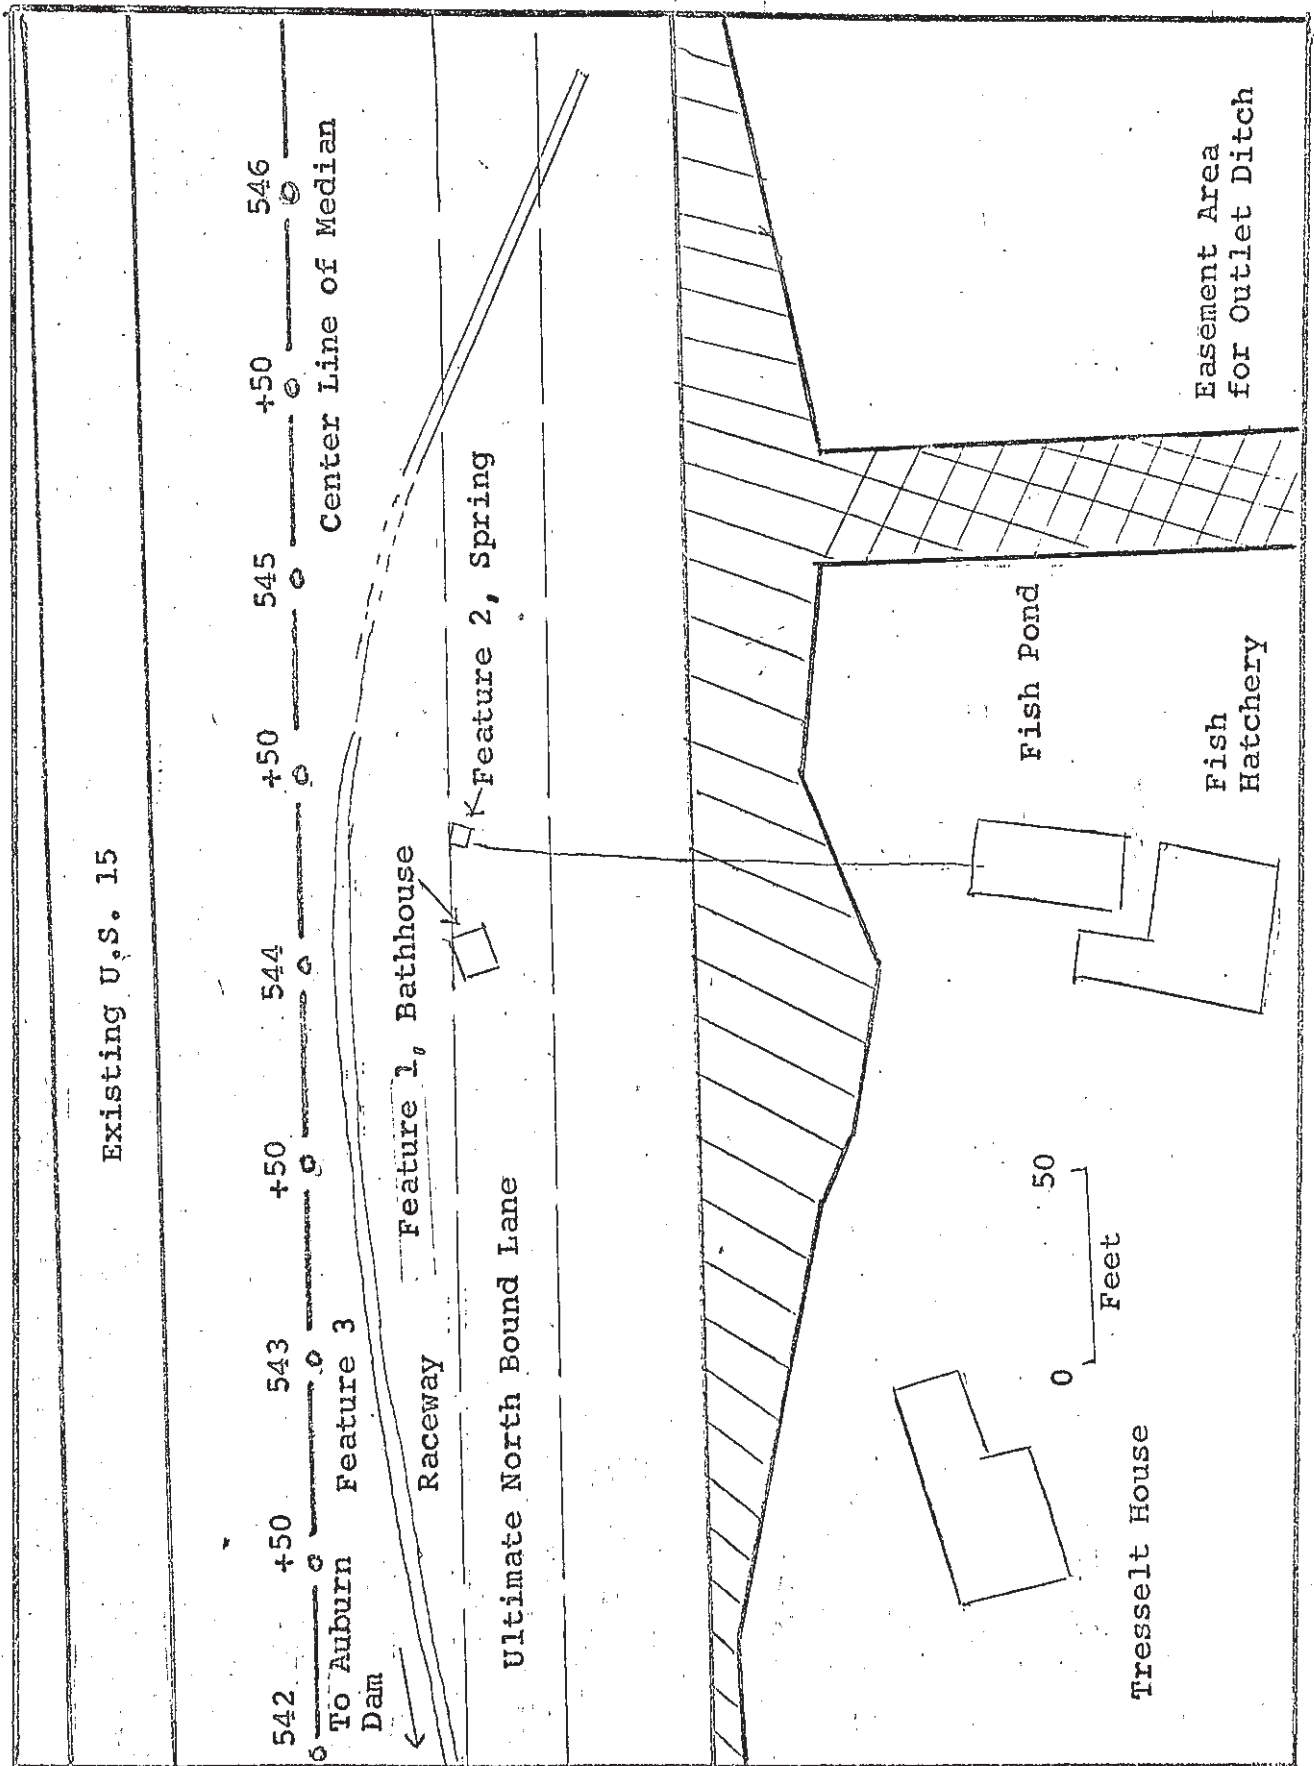 Existing U.S. 15
542
+50
543
+50
544
+50
545
+50
546
Center Line of Median
To Auburn
Dam
Feature 3
Raceway
Feature 1, Bathhouse
Feature 2, Spring
Ultimate North Bound Lane
Easement Area
for Outlet Ditch
Fish Pond
Fish
Hatchery
0
50
Feet
Tresselt House